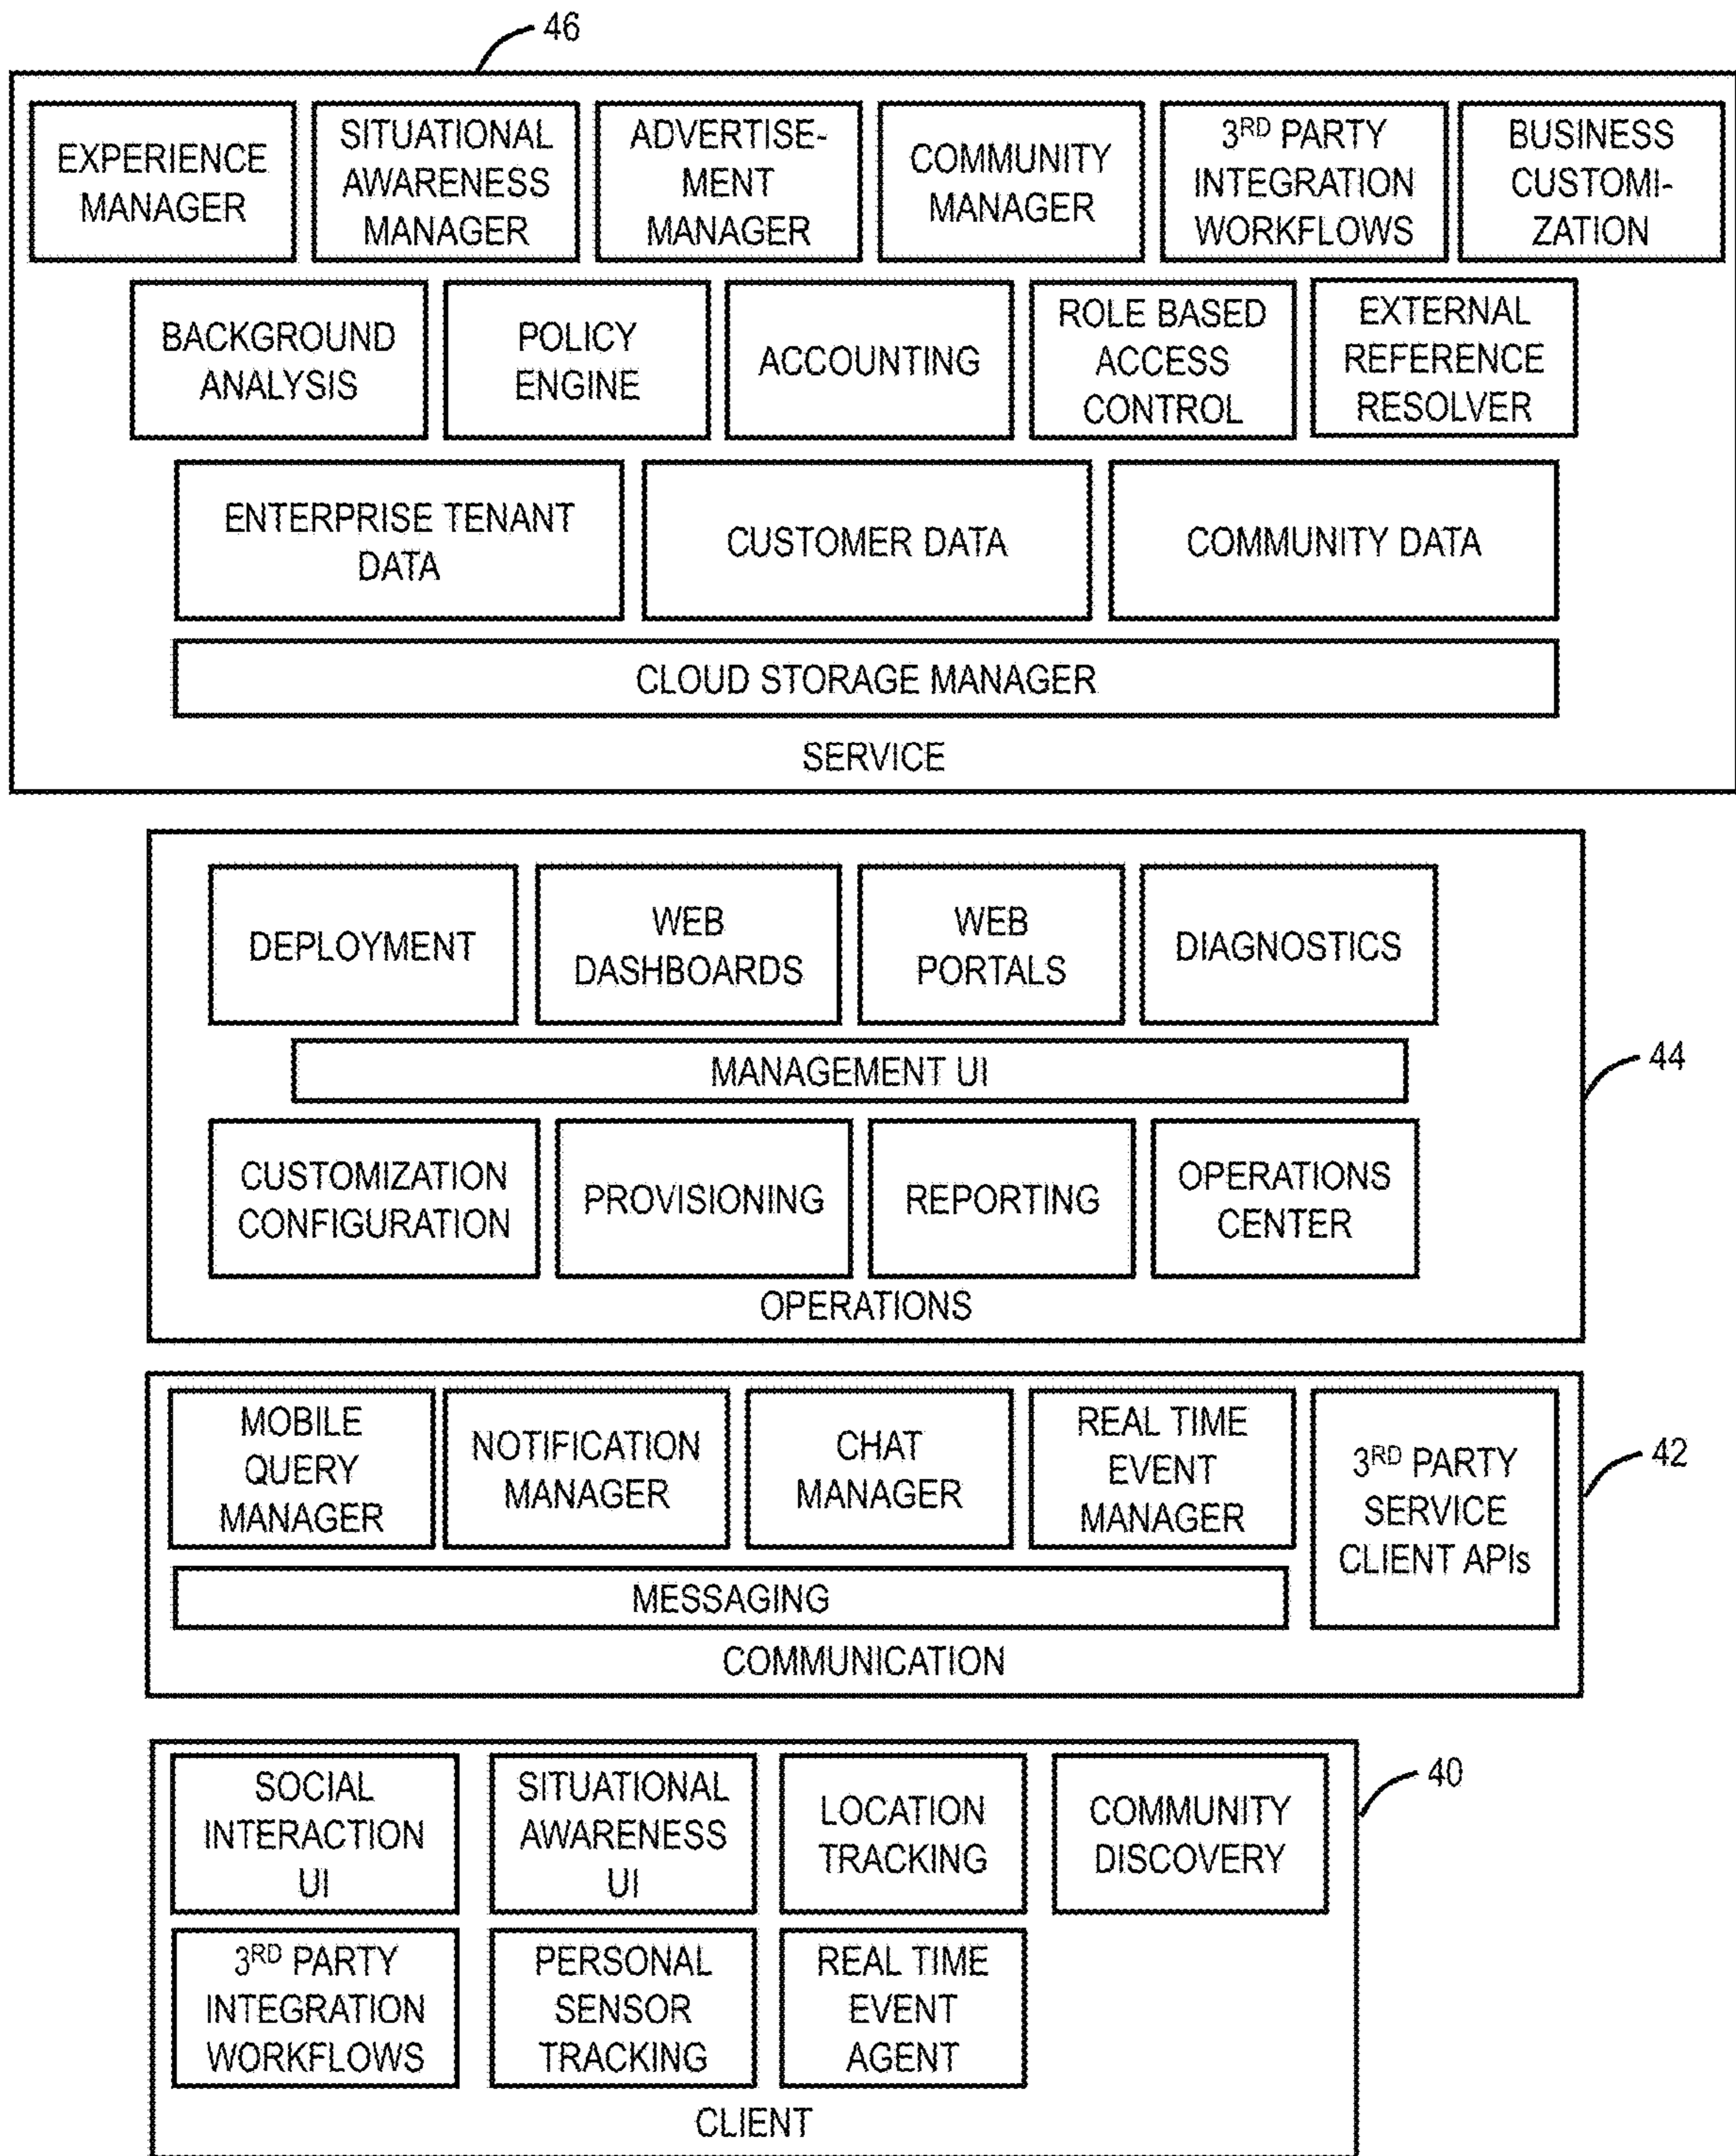 46
EXPERIENCE
MANAGER
SITUATIONAL
AWARENESS
MANAGER
ADVERTISE-
MENT
MANAGER
COMMUNITY
MANAGER
3RD PARTY
INTEGRATION
WORKFLOWS
BUSINESS
CUSTOMI-
ZATION
BACKGROUND
ANALYSIS
POLICY
ENGINE
ACCOUNTING
ROLE BASED
ACCESS
CONTROL
EXTERNAL
REFERENCE
RESOLVER
ENTERPRISE TENANT
DATA
CUSTOMER DATA
COMMUNITY DATA
CLOUD STORAGE MANAGER
SERVICE
DEPLOYMENT
WEB
DASHBOARDS
WEB
PORTALS
DIAGNOSTICS
MANAGEMENT UI
44
CUSTOMIZATION
CONFIGURATION
PROVISIONING
REPORTING
OPERATIONS
CENTER
OPERATIONS
MOBILE
QUERY
MANAGER
NOTIFICATION
MANAGER
CHAT
MANAGER
REAL TIME
EVENT
MANAGER
3RD PARTY
SERVICE
CLIENT APIs
42
MESSAGING
COMMUNICATION
SOCIAL
INTERACTION
UI
SITUATIONAL
AWARENESS
UI
LOCATION
TRACKING
COMMUNITY
DISCOVERY
40
3RD PARTY
INTEGRATION
WORKFLOWS
PERSONAL
SENSOR
TRACKING
REAL TIME
EVENT
AGENT
CLIENT